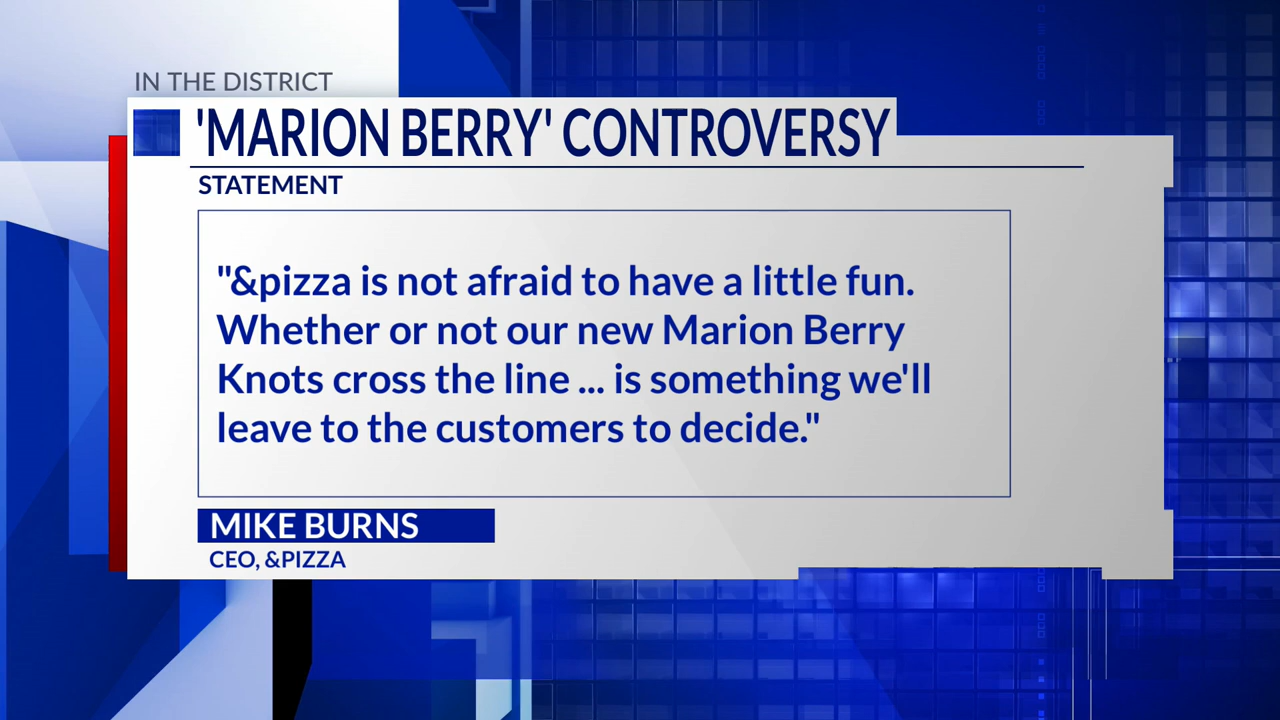 IN THE DISTRICT
'MARION BERRY' CONTROVERSY
STATEMENT
"&pizza is not afraid to have a little fun.
Whether or not our new Marion Berry
Knots cross the line ... is something we'll
leave to the customers to decide."
MIKE BURNS
CEO, &PIZZA